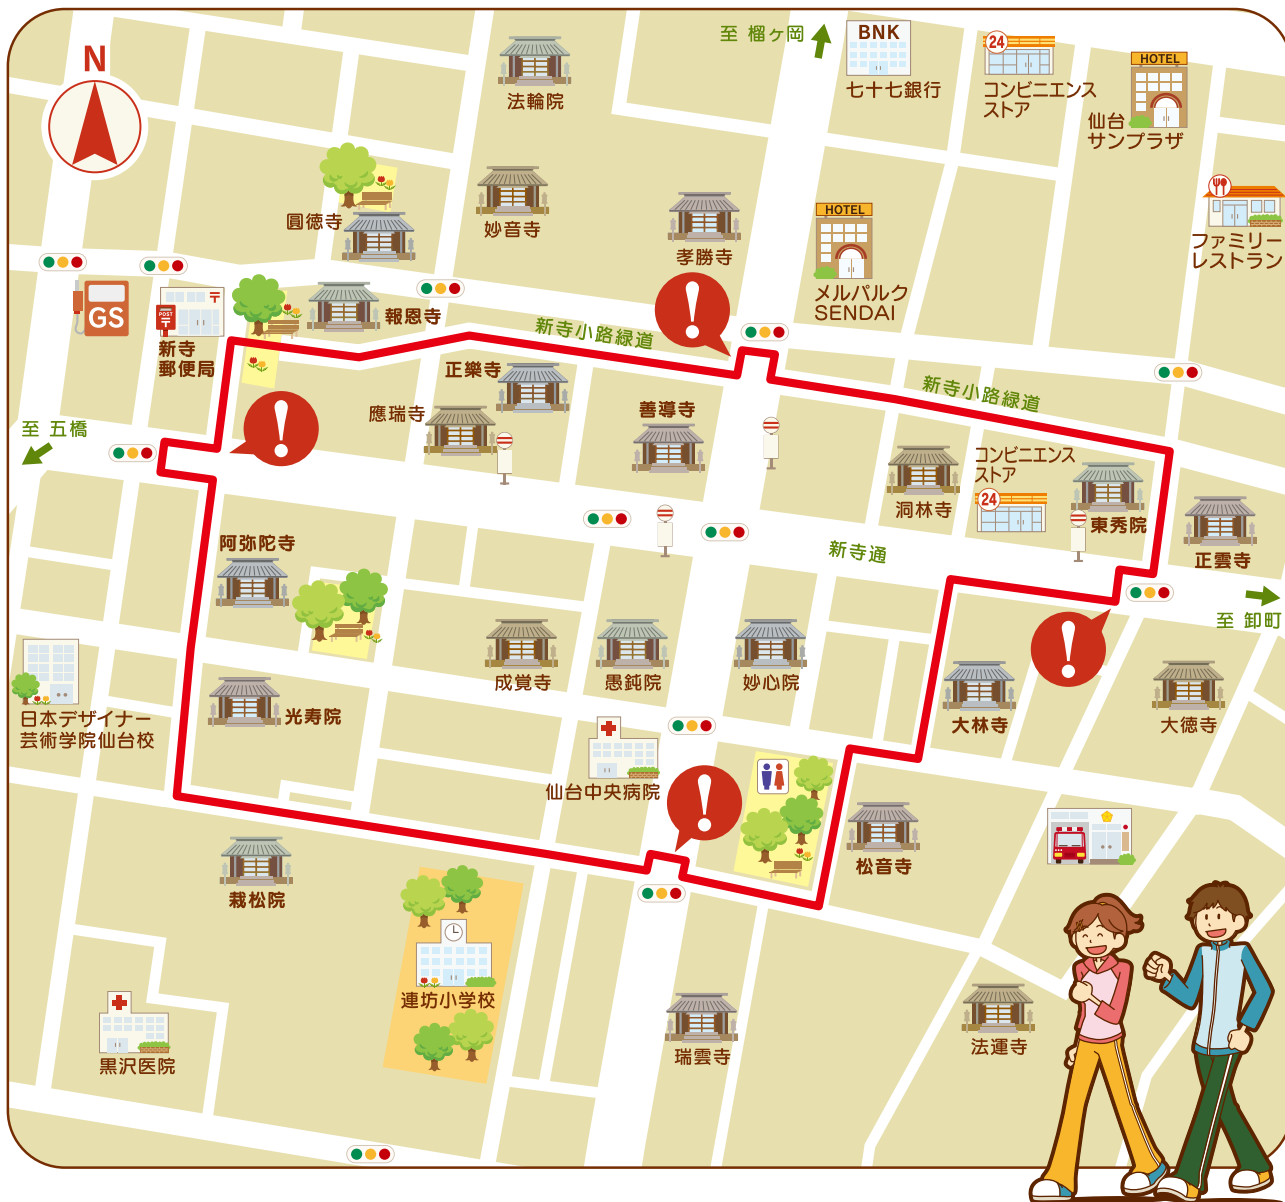 N
至 榴ヶ岡
BNK
七十七銀行
24
コンビニエンス
ストア
HOTEL
仙台
サンプラザ
法輪院
圓徳寺
妙音寺
孝勝寺
HOTEL
メルパルク
SENDAI
ファミリー
レストラン
GS
POST
新寺
郵便局
報恩寺
新寺小路緑道
正樂寺
應瑞寺
善導寺
新寺小路緑道
至 五橋
洞林寺
コンビニエンス
ストア
24
東秀院
正雲寺
新寺通
至 卸町
阿弥陀寺
成覚寺
愚鈍院
妙心院
大林寺
大徳寺
日本デザイナー
芸術学院仙台校
光寿院
仙台中央病院
松音寺
栽松院
連坊小学校
黒沢医院
瑞雲寺
法運寺